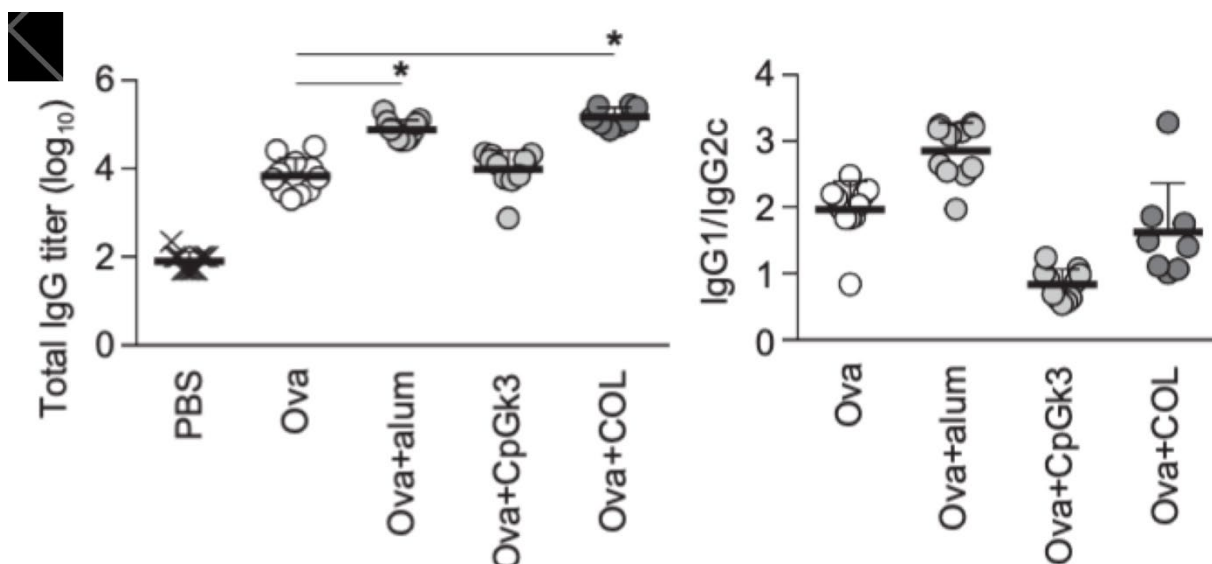 Total IgG titer (log10)
6
4
2
0
*
*
PBS
Ova
Ova+alum
Ova+CpGk3
Ova+COL
IgG1/IgG2c
4
3
2
1
0
Ova
Ova+alum
Ova+CpGk3
Ova+COL